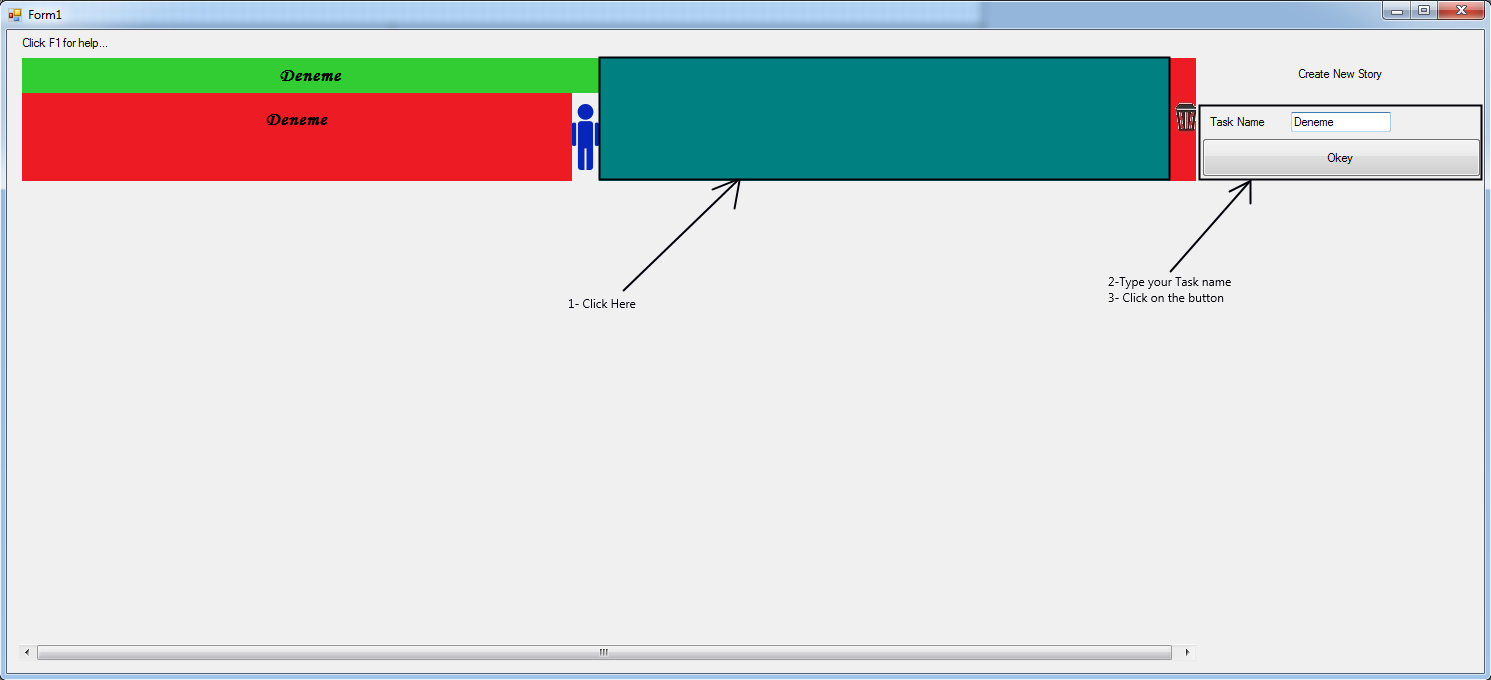 Form1
Click F1 for help...
Deneme
Deneme
Create New Story
Task Name
Deneme
Okey
1- Click Here
2-Type your Task name
3- Click on the button